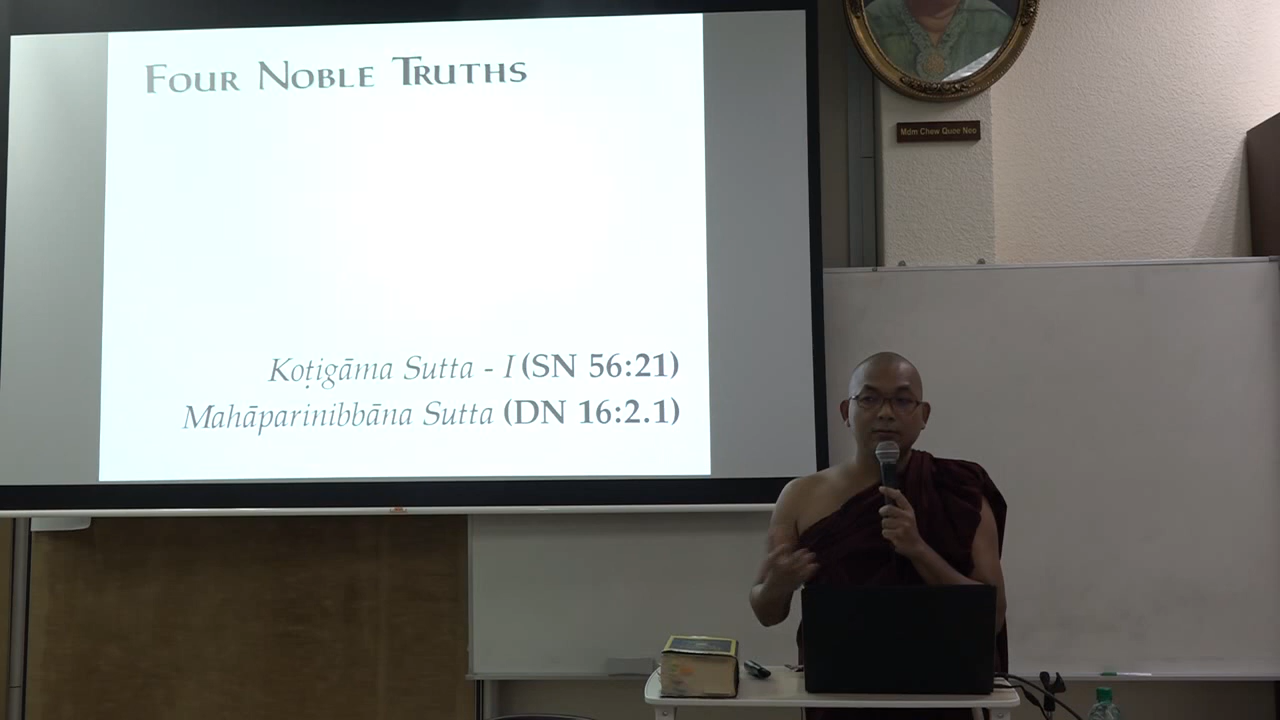 Four Noble Truths
Koṭigāma Sutta - I (SN 56:21)
Mahāparinibbāna Sutta (DN 16:2.1)
Mdm Chew Quee Neo